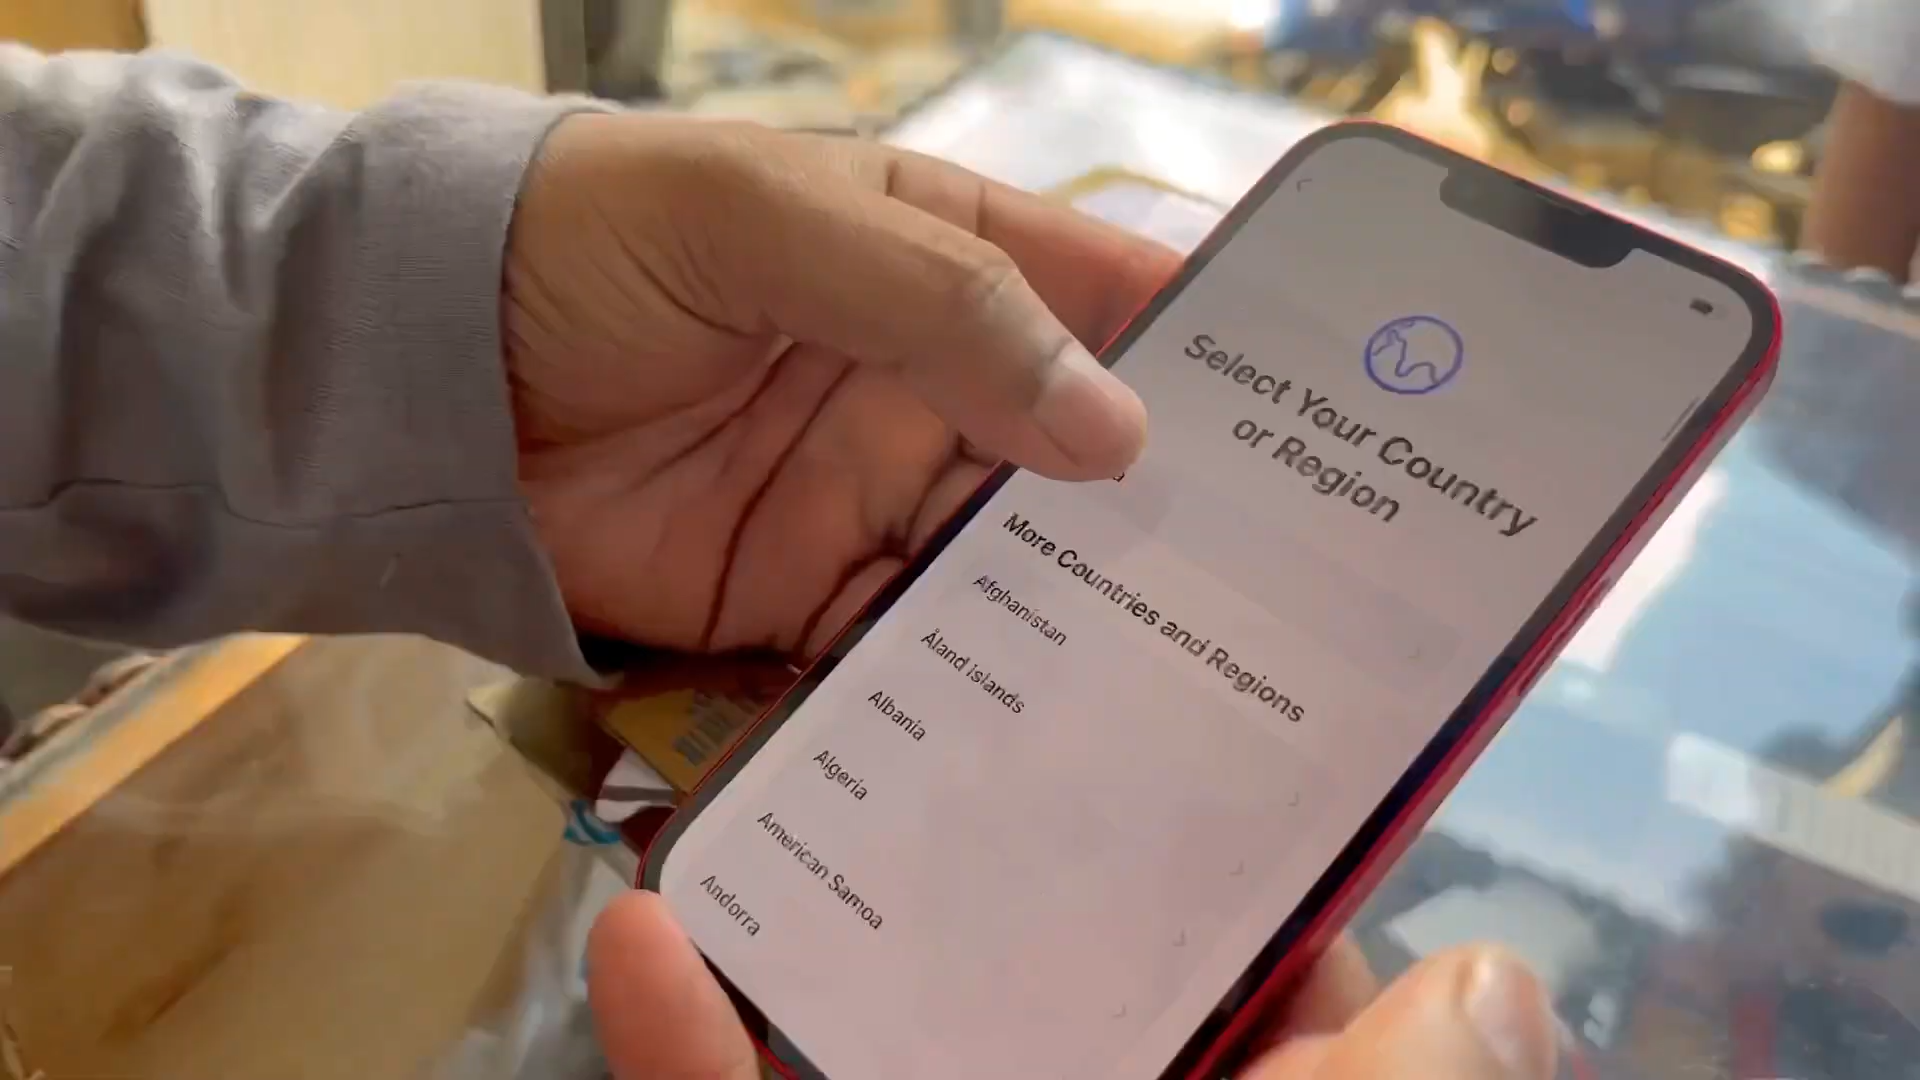 Select Your Country
or Region
More Countries and Regions
Afghanistan
Åland Islands
Albania
Algeria
American Samoa
Andorra